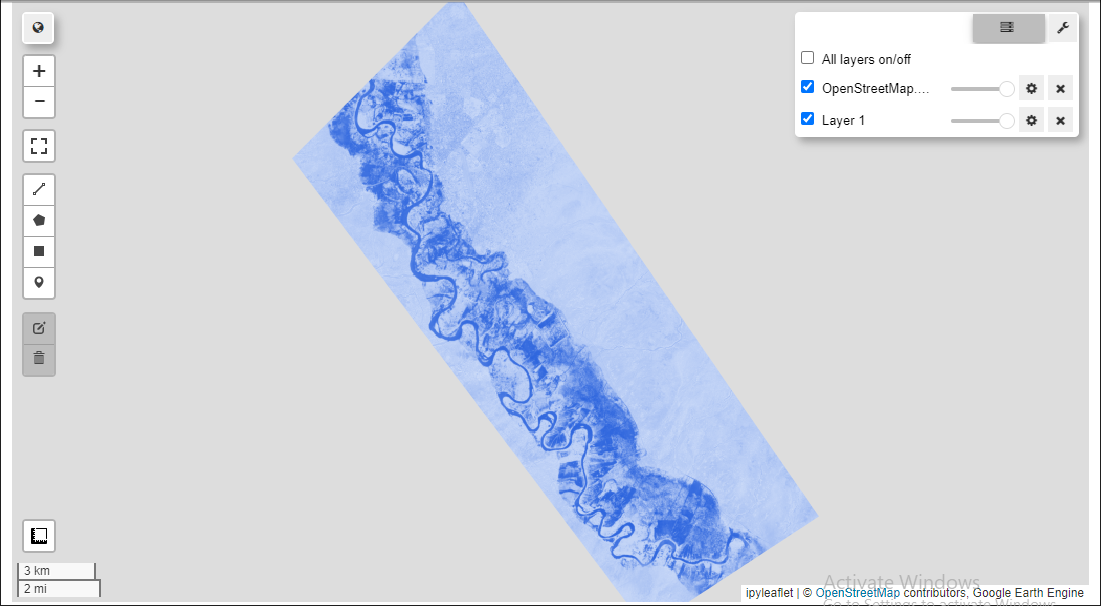 All layers on/off
OpenStreetMap....
Layer 1
+
−
3 km
2 mi
Activate Windows
ipyleaflet | © OpenStreetMap contributors, Google Earth Engine
Go to Settings to activate Windows.